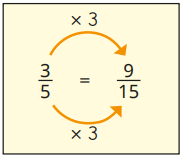 × 3
3/5 = 9/15
× 3